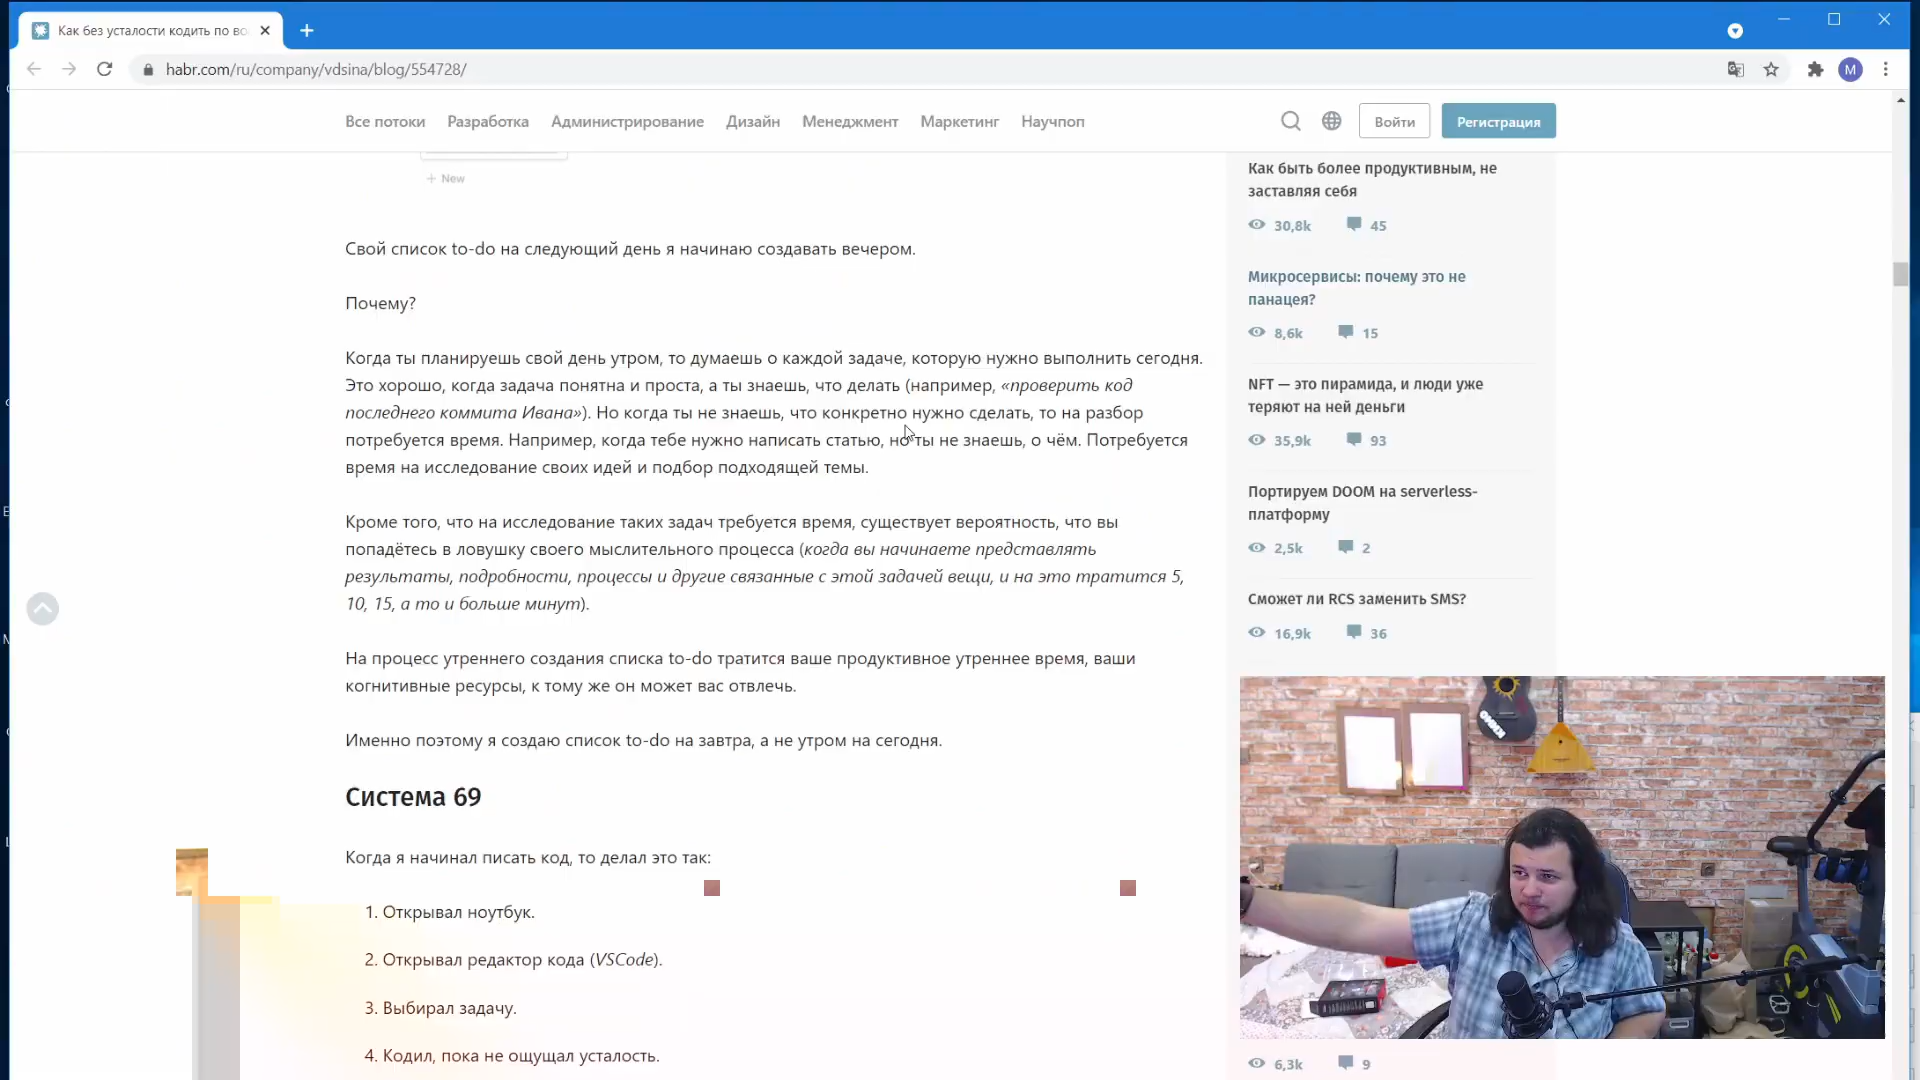 Как без усталости кодить по во
habr.com/ru/company/vdsina/blog/554728/
M
Все потоки Разработка Администрирование Дизайн Менеджмент Маркетинг Научпоп
Войти
Регистрация
+ New
Свой список to-do на следующий день я начинаю создавать вечером.
Почему?
Когда ты планируешь свой день утром, то думаешь о каждой задаче, которую нужно выполнить сегодня.
Это хорошо, когда задача понятна и проста, а ты знаешь, что делать (например, «проверить код
последнего коммита Ивана»). Но когда ты не знаешь, что конкретно нужно сделать, то на разбор
потребуется время. Например, когда тебе нужно написать статью, но ты не знаешь, о чём. Потребуется
время на исследование своих идей и подбор подходящей темы.
Кроме того, что на исследование таких задач требуется время, существует вероятность, что вы
попадётесь в ловушку своего мыслительного процесса (когда вы начинаете представлять
результаты, подробности, процессы и другие связанные с этой задачей вещи, и на это тратится 5,
10, 15, а то и больше минут).
На процесс утреннего создания списка to-do тратится ваше продуктивное утреннее время, ваши
когнитивные ресурсы, к тому же он может вас отвлечь.
Именно поэтому я создаю список to-do на завтра, а не утром на сегодня.
Система 69
Когда я начинал писать код, то делал это так:
1. Открывал ноутбук.
2. Открывал редактор кода (VSCode).
3. Выбирал задачу.
4. Кодил, пока не ощущал усталость.
Как быть более продуктивным, не
заставляя себя
30,8k 45
Микросервисы: почему это не
панацея?
8,6k 15
NFT — это пирамида, и люди уже
теряют на ней деньги
35,9k 93
Портируем DOOM на serverless-
платформу
2,5k 2
Сможет ли RCS заменить SMS?
16,9k 36
6,3k 9